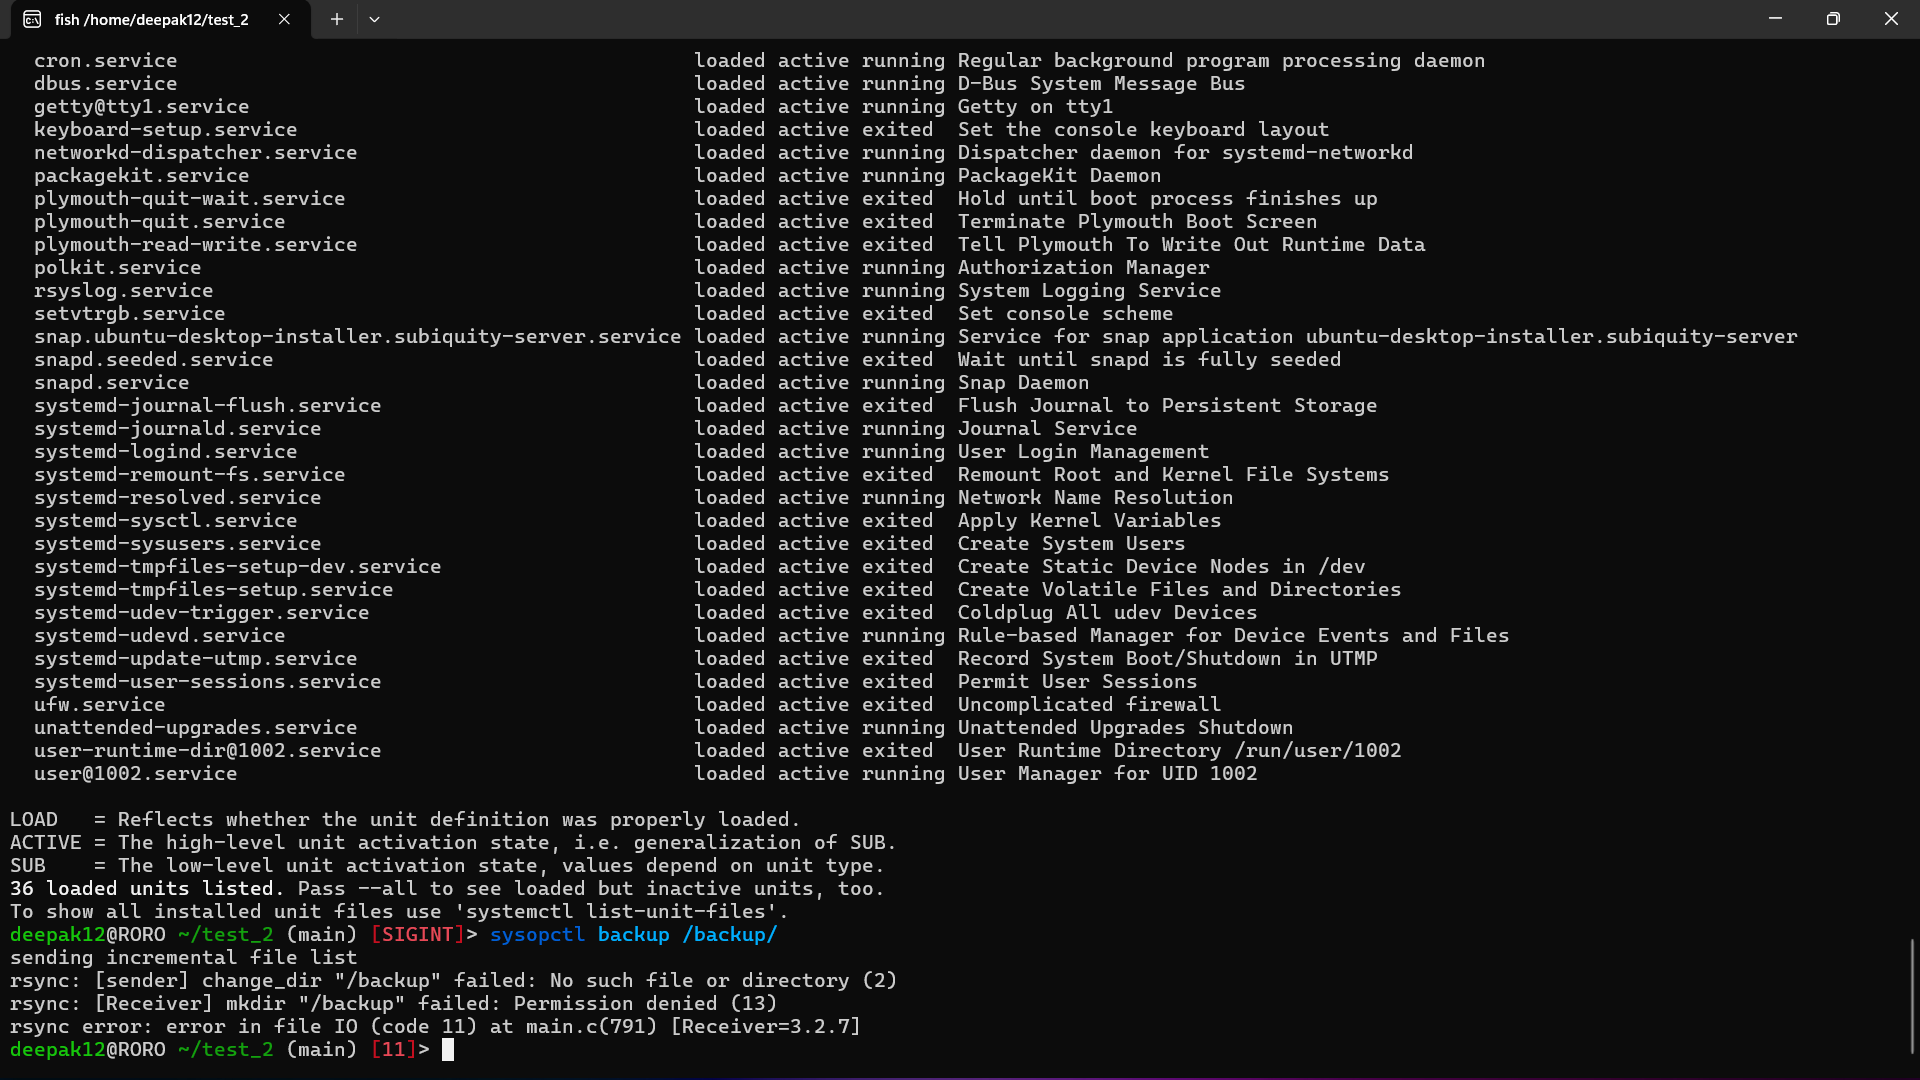 fish /home/deepak12/test_2
cron.service loaded active running Regular background program processing daemon
dbus.service loaded active running D-Bus System Message Bus
getty@tty1.service loaded active running Getty on tty1
keyboard-setup.service loaded active exited Set the console keyboard layout
networkd-dispatcher.service loaded active running Dispatcher daemon for systemd-networkd
packagekit.service loaded active running PackageKit Daemon
plymouth-quit-wait.service loaded active exited Hold until boot process finishes up
plymouth-quit.service loaded active exited Terminate Plymouth Boot Screen
plymouth-read-write.service loaded active exited Tell Plymouth To Write Out Runtime Data
polkit.service loaded active running Authorization Manager
rsyslog.service loaded active running System Logging Service
setvtrgb.service loaded active exited Set console scheme
snap.ubuntu-desktop-installer.subiquity-server.service loaded active running Service for snap application ubuntu-desktop-installer.subiquity-server
snapd.seeded.service loaded active exited Wait until snapd is fully seeded
snapd.service loaded active running Snap Daemon
systemd-journal-flush.service loaded active exited Flush Journal to Persistent Storage
systemd-journald.service loaded active running Journal Service
systemd-logind.service loaded active running User Login Management
systemd-remount-fs.service loaded active exited Remount Root and Kernel File Systems
systemd-resolved.service loaded active running Network Name Resolution
systemd-sysctl.service loaded active exited Apply Kernel Variables
systemd-sysusers.service loaded active exited Create System Users
systemd-tmpfiles-setup-dev.service loaded active exited Create Static Device Nodes in /dev
systemd-tmpfiles-setup.service loaded active exited Create Volatile Files and Directories
systemd-udev-trigger.service loaded active exited Coldplug All udev Devices
systemd-udevd.service loaded active running Rule-based Manager for Device Events and Files
systemd-update-utmp.service loaded active exited Record System Boot/Shutdown in UTMP
systemd-user-sessions.service loaded active exited Permit User Sessions
ufw.service loaded active exited Uncomplicated firewall
unattended-upgrades.service loaded active running Unattended Upgrades Shutdown
user-runtime-dir@1002.service loaded active exited User Runtime Directory /run/user/1002
user@1002.service loaded active running User Manager for UID 1002
LOAD = Reflects whether the unit definition was properly loaded.
ACTIVE = The high-level unit activation state, i.e. generalization of SUB.
SUB = The low-level unit activation state, values depend on unit type.
36 loaded units listed. Pass --all to see loaded but inactive units, too.
To show all installed unit files use 'systemctl list-unit-files'.
deepak12@RORO ~/test_2 (main) [SIGINT]> sysopctl backup /backup/
sending incremental file list
rsync: [sender] change_dir "/backup" failed: No such file or directory (2)
rsync: [Receiver] mkdir "/backup" failed: Permission denied (13)
rsync error: error in file IO (code 11) at main.c(791) [Receiver=3.2.7]
deepak12@RORO ~/test_2 (main) [11]>